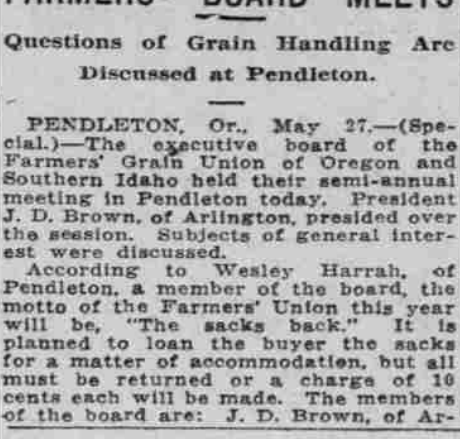 FARMERS' BOARD MEETS
Questions of Grain Handling Are
Discussed at Pendleton.
PENDLETON, Or., May 27.—(Spe-
cial.)—The executive board of the
Farmers' Grain Union of Oregon and
Southern Idaho held their semi-annual
meeting in Pendleton today. President
J. D. Brown, of Arlington, presided over
the session. Subjects of general inter-
est were discussed.
According to Wesley Harrah, of
Pendleton, a member of the board, the
motto of the Farmers' Union this year
will be, "The sacks back." It is
planned to loan the buyer the sacks
for a matter of accommodation, but all
must be returned or a charge of 10
cents each will be made. The members
of the board are: J. D. Brown, of Ar-